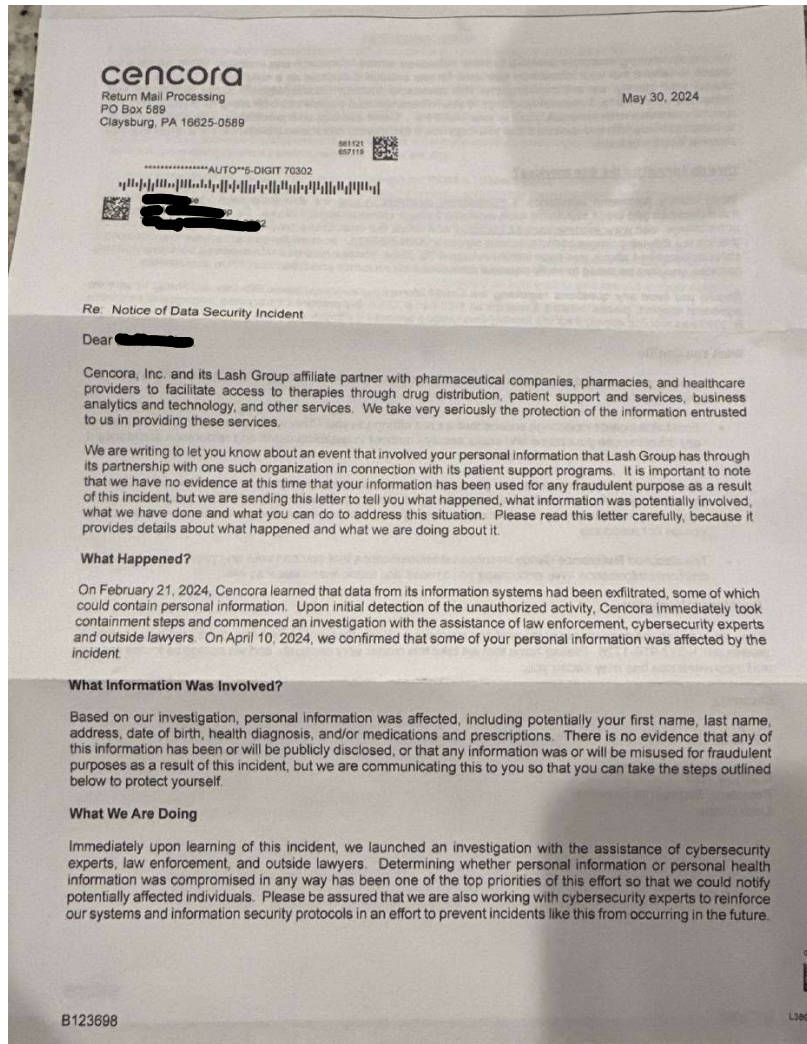 cencora
Return Mail Processing
PO Box 589
Claysburg, PA 16625-0589
May 30, 2024
681121
657119
****************AUTO**5-DIGIT 70302
Re: Notice of Data Security Incident
Dear
Cencora, Inc. and its Lash Group affiliate partner with pharmaceutical companies, pharmacies, and healthcare
providers to facilitate access to therapies through drug distribution, patient support and services, business
analytics and technology, and other services. We take very seriously the protection of the information entrusted
to us in providing these services.
We are writing to let you know about an event that involved your personal information that Lash Group has through
its partnership with one such organization in connection with its patient support programs. It is important to note
that we have no evidence at this time that your information has been used for any fraudulent purpose as a result
of this incident, but we are sending this letter to tell you what happened, what information was potentially involved,
what we have done and what you can do to address this situation. Please read this letter carefully, because it
provides details about what happened and what we are doing about it.
What Happened?
On February 21, 2024, Cencora learned that data from its information systems had been exfiltrated, some of which
could contain personal information. Upon initial detection of the unauthorized activity, Cencora immediately took
containment steps and commenced an investigation with the assistance of law enforcement, cybersecurity experts
and outside lawyers. On April 10, 2024, we confirmed that some of your personal information was affected by the
incident.
What Information Was Involved?
Based on our investigation, personal information was affected, including potentially your first name, last name,
address, date of birth, health diagnosis, and/or medications and prescriptions. There is no evidence that any of
this information has been or will be publicly disclosed, or that any information was or will be misused for fraudulent
purposes as a result of this incident, but we are communicating this to you so that you can take the steps outlined
below to protect yourself.
What We Are Doing
Immediately upon learning of this incident, we launched an investigation with the assistance of cybersecurity
experts, law enforcement, and outside lawyers. Determining whether personal information or personal health
information was compromised in any way has been one of the top priorities of this effort so that we could notify
potentially affected individuals. Please be assured that we are also working with cybersecurity experts to reinforce
our systems and information security protocols in an effort to prevent incidents like this from occurring in the future.
B123698